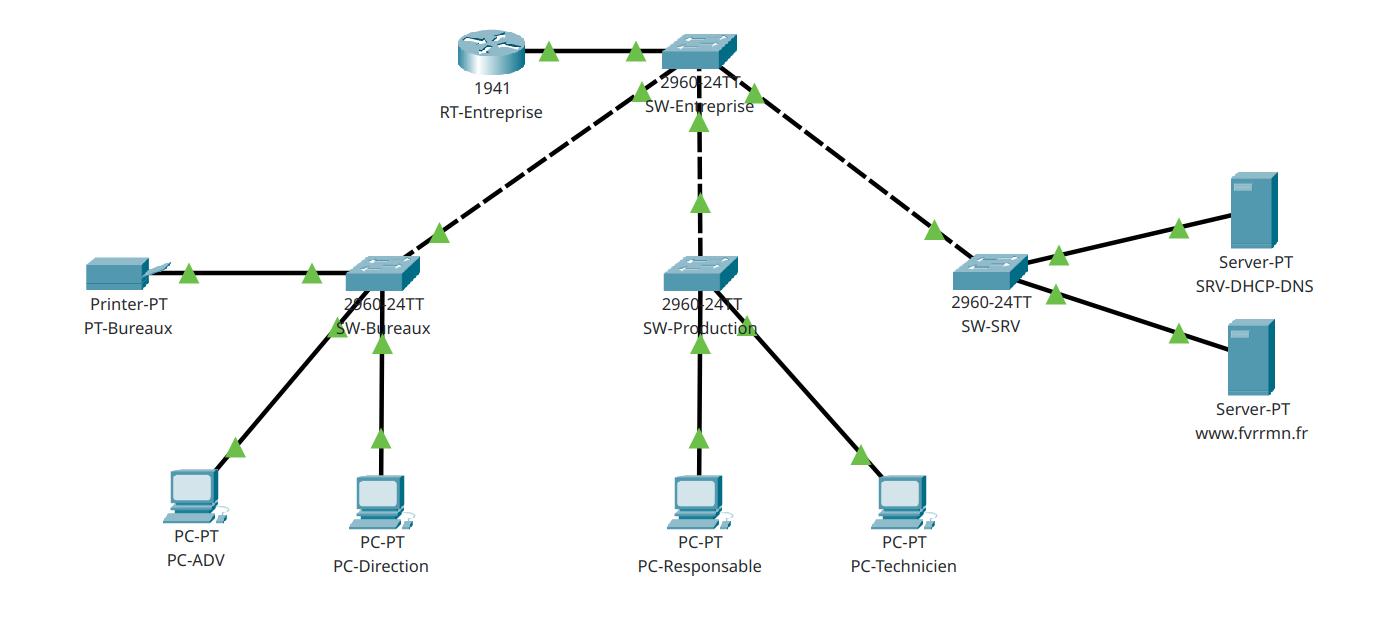 1941
RT-Entreprise
2960-24TT
SW-Entreprise
Server-PT
SRV-DHCP-DNS
Printer-PT
PT-Bureaux
2960-24TT
SW-Bureaux
2960-24TT
SW-Production
2960-24TT
SW-SRV
Server-PT
www.fvrrmn.fr
PC-PT
PC-ADV
PC-PT
PC-Direction
PC-PT
PC-Responsable
PC-PT
PC-Technicien